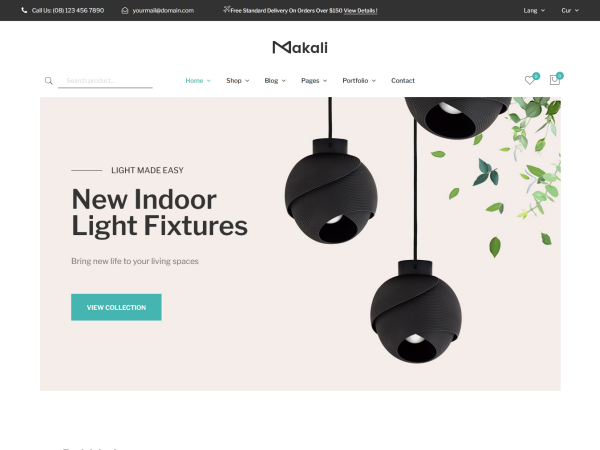 Call Us: (08) 123 456 7890
yourmail@domain.com
Free Standard Delivery On Orders Over $150 View Details !
Lang
Cur
Makali
Search product...
Home
Shop
Blog
Pages
Portfolio
Contact
LIGHT MADE EASY
New Indoor
Light Fixtures
Bring new life to your living spaces
VIEW COLLECTION